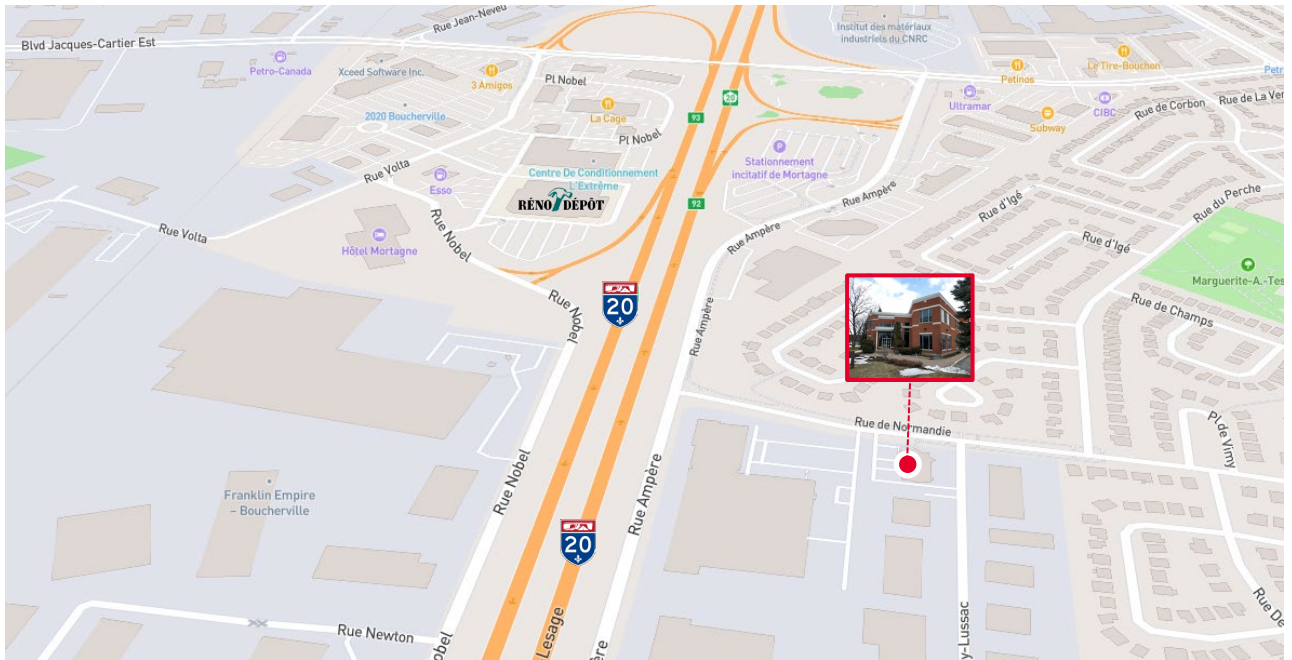 Rue Jean-Neveu
Blvd Jacques-Cartier Est
Institut des matériaux
industriels du CNRC
Petro-Canada
Xceed Software Inc.
3 Amigos
Pl Nobel
Petinos
Le Tire-Bouchon
Petr
20
Ultramar
CIBC
Rue de La Ver
Rue de Corbon
La Cage
2020 Boucherville
93
Subway
Pl Nobel
Stationnement
incitatif de Mortagne
Rue Volta
Esso
Centre De Conditionnement
L'Extrême
RÉNO DÉPÔT
92
Rue Ampère
Rue d'Igé
Rue du Perche
Rue Volta
Rue Nobel
Hôtel Mortagne
Rue Ampère
Rue d'Igé
Marguerite-A.-Tes
Rue Nobel
20
Rue Ampère
Rue de Champs
Rue de Normandie
Pl de Vimy
Rue Nobel
Franklin Empire
– Boucherville
Rue Ampère
20
Rue Newton
bel
Lesage
ère
y-Lussac
Rue De